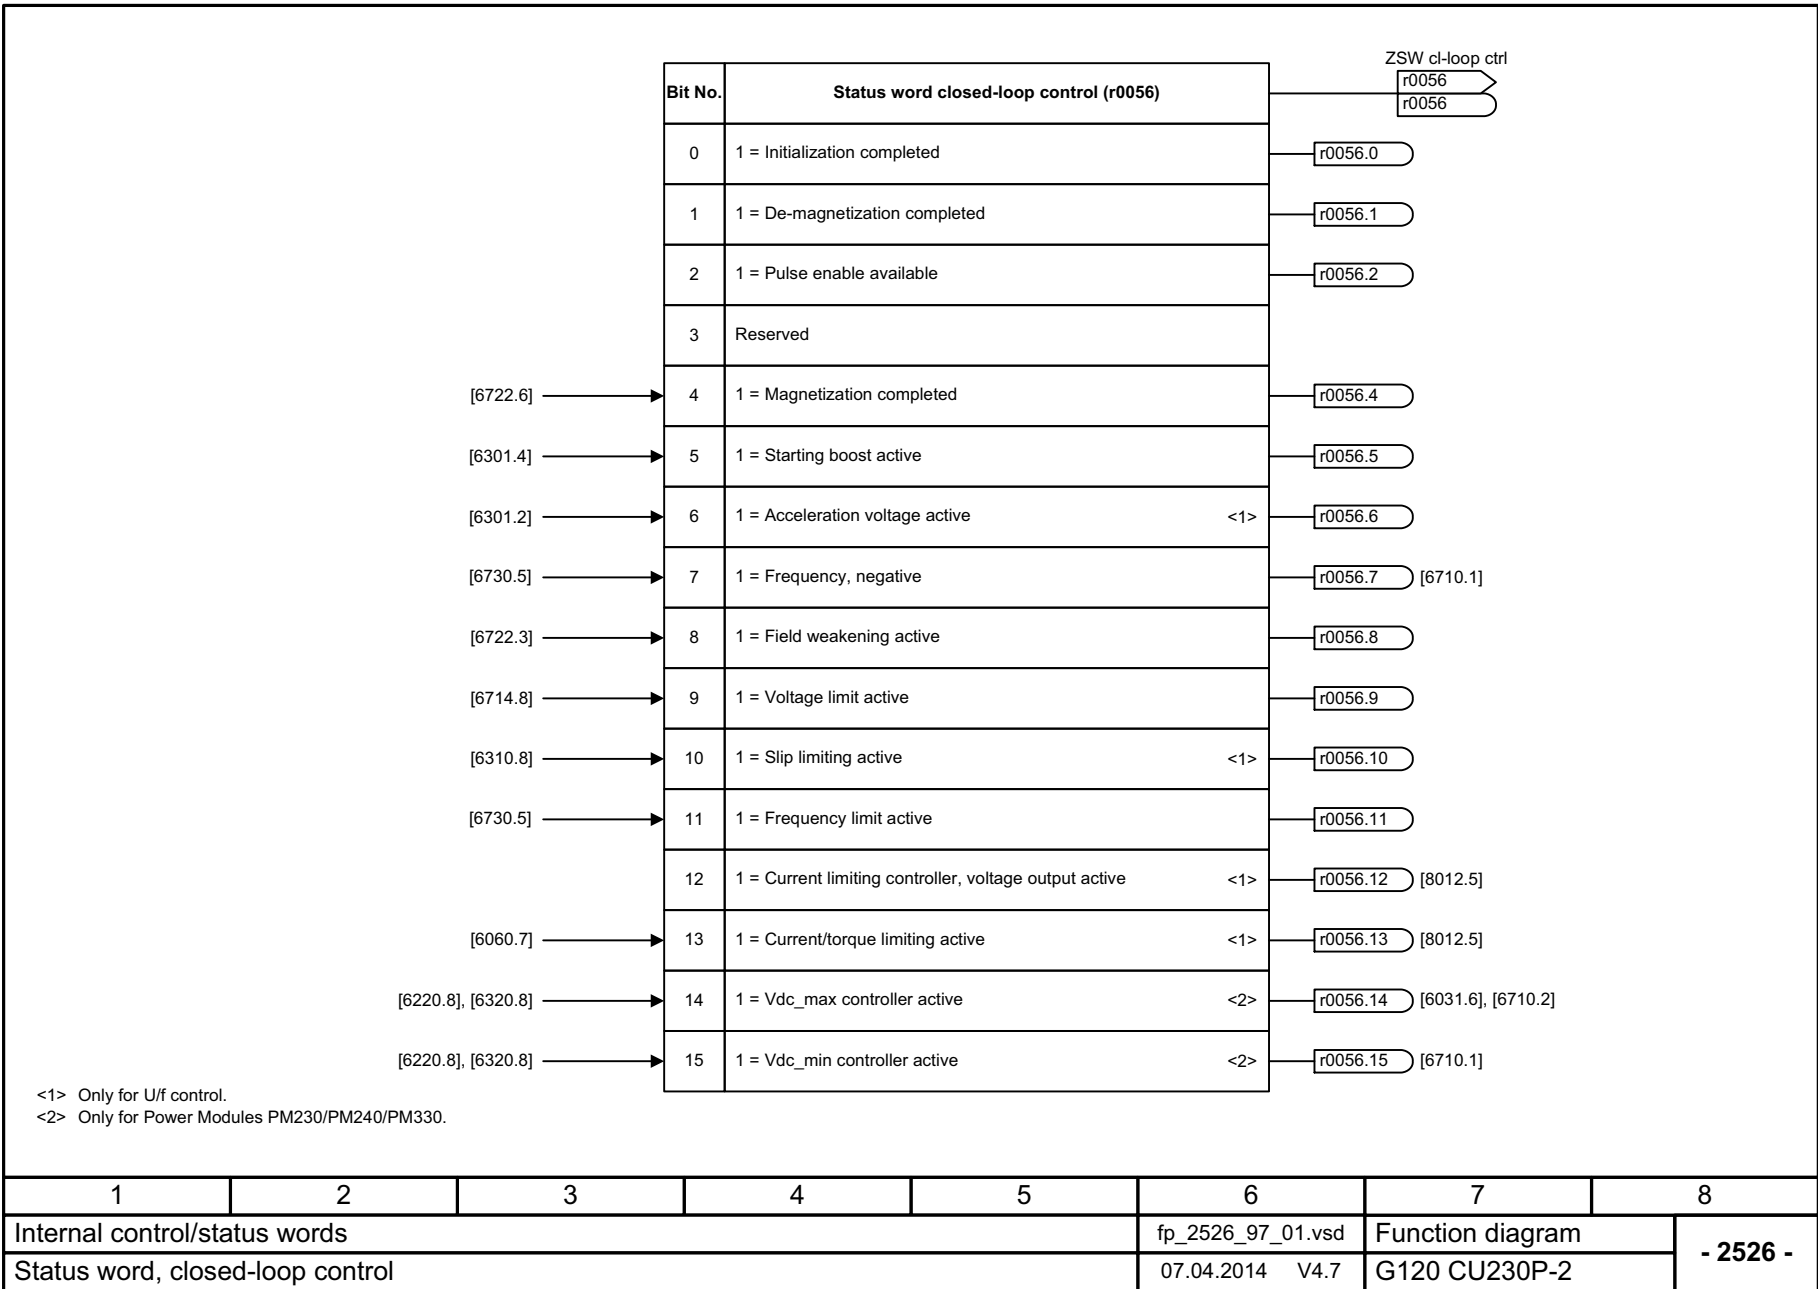 ZSW cl-loop ctrl
Bit No. Status word closed-loop control (r0056) r0056
r0056
0 1 = Initialization completed r0056.0
1 1 = De-magnetization completed r0056.1
2 1 = Pulse enable available r0056.2
3 Reserved
[6722.6] 4 1 = Magnetization completed r0056.4
[6301.4] 5 1 = Starting boost active r0056.5
[6301.2] 6 1 = Acceleration voltage active <1> r0056.6
[6730.5] 7 1 = Frequency, negative r0056.7 [6710.1]
[6722.3] 8 1 = Field weakening active r0056.8
[6714.8] 9 1 = Voltage limit active r0056.9
[6310.8] 10 1 = Slip limiting active <1> r0056.10
[6730.5] 11 1 = Frequency limit active r0056.11
12 1 = Current limiting controller, voltage output active <1> r0056.12 [8012.5]
[6060.7] 13 1 = Current/torque limiting active <1> r0056.13 [8012.5]
[6220.8], [6320.8] 14 1 = Vdc_max controller active <2> r0056.14 [6031.6], [6710.2]
[6220.8], [6320.8] 15 1 = Vdc_min controller active <2> r0056.15 [6710.1]
<1> Only for U/f control.
<2> Only for Power Modules PM230/PM240/PM330.
1 2 3 4 5 6 7 8
Internal control/status words fp_2526_97_01.vsd Function diagram - 2526 -
Status word, closed-loop control 07.04.2014 V4.7 G120 CU230P-2